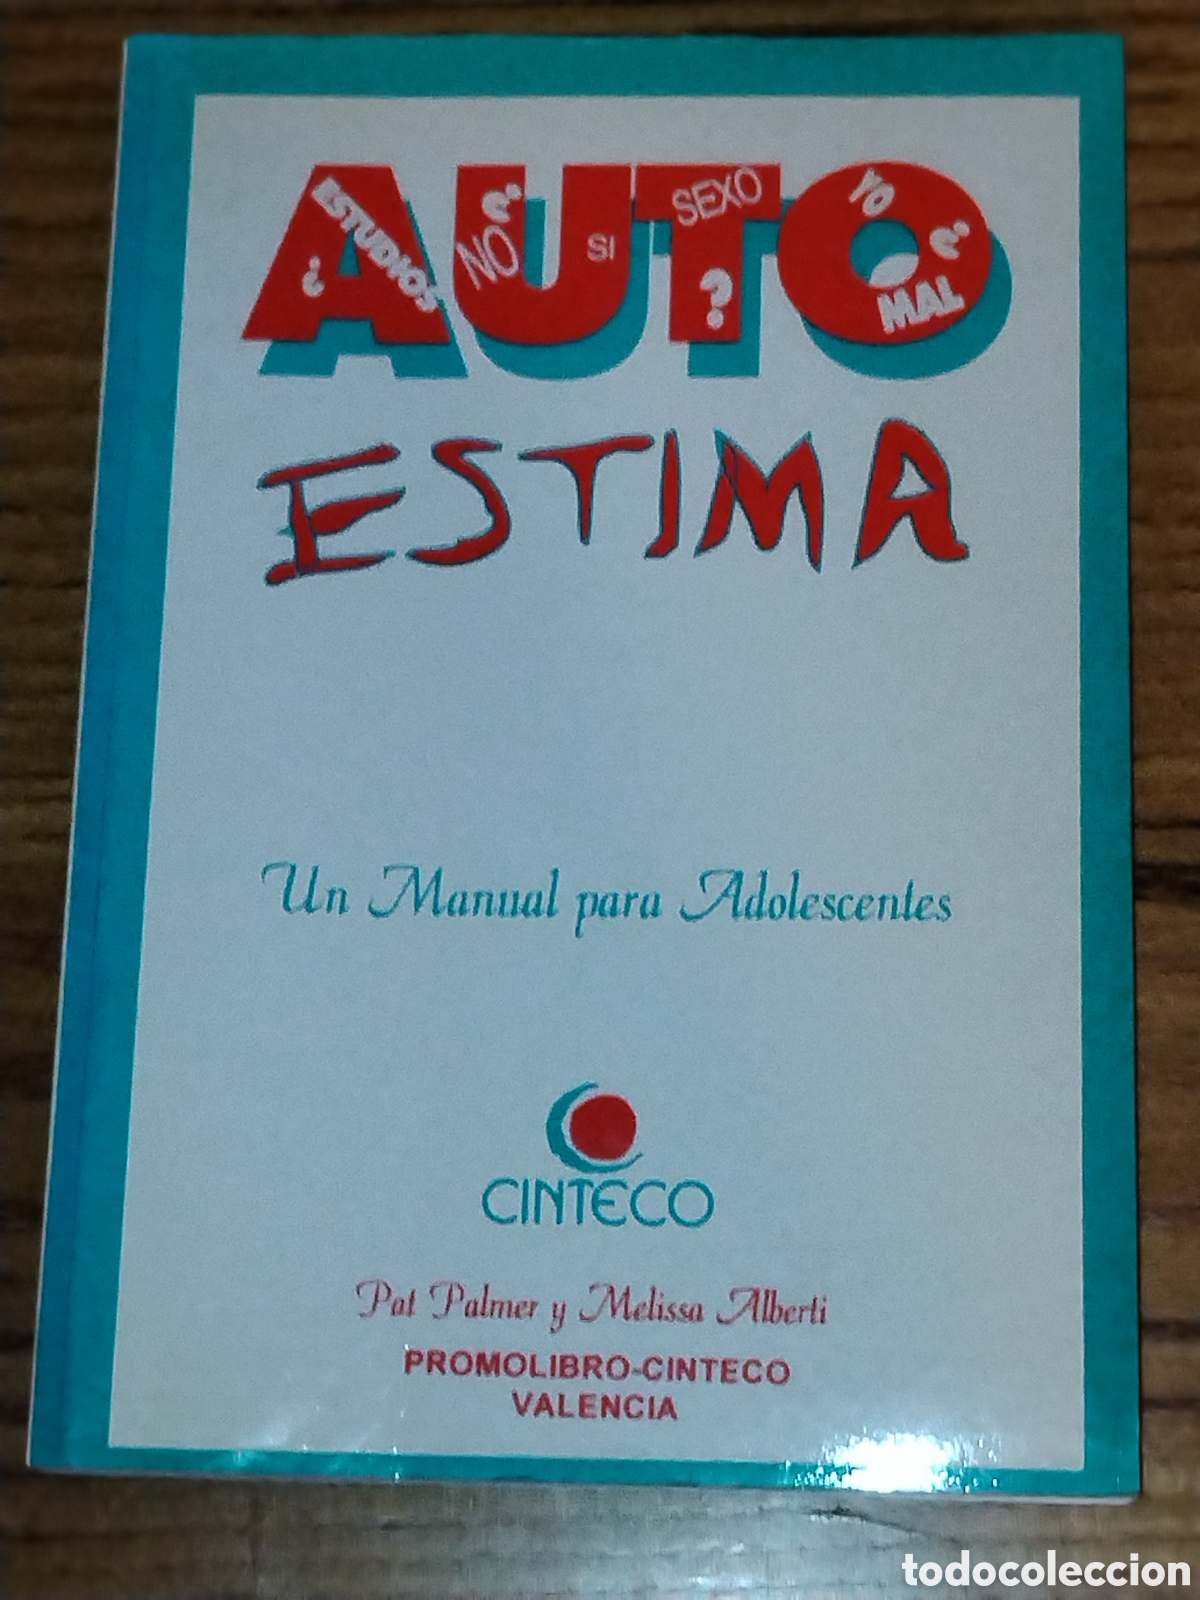 AUTO
¿ ESTUDIOS
NO ¿
SI
SEXO
?
YO
¿
MAL
ESTIMA
Un Manual para Adolescentes
CINTECO
Pat Palmer y Melissa Alberti
PROMOLIBRO-CINTECO
VALENCIA
todocoleccion